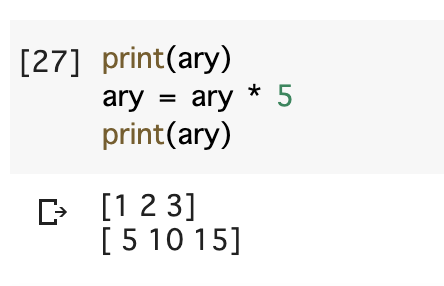 [27] print(ary)
ary = ary * 5
print(ary)
[1 2 3]
[ 5 10 15]